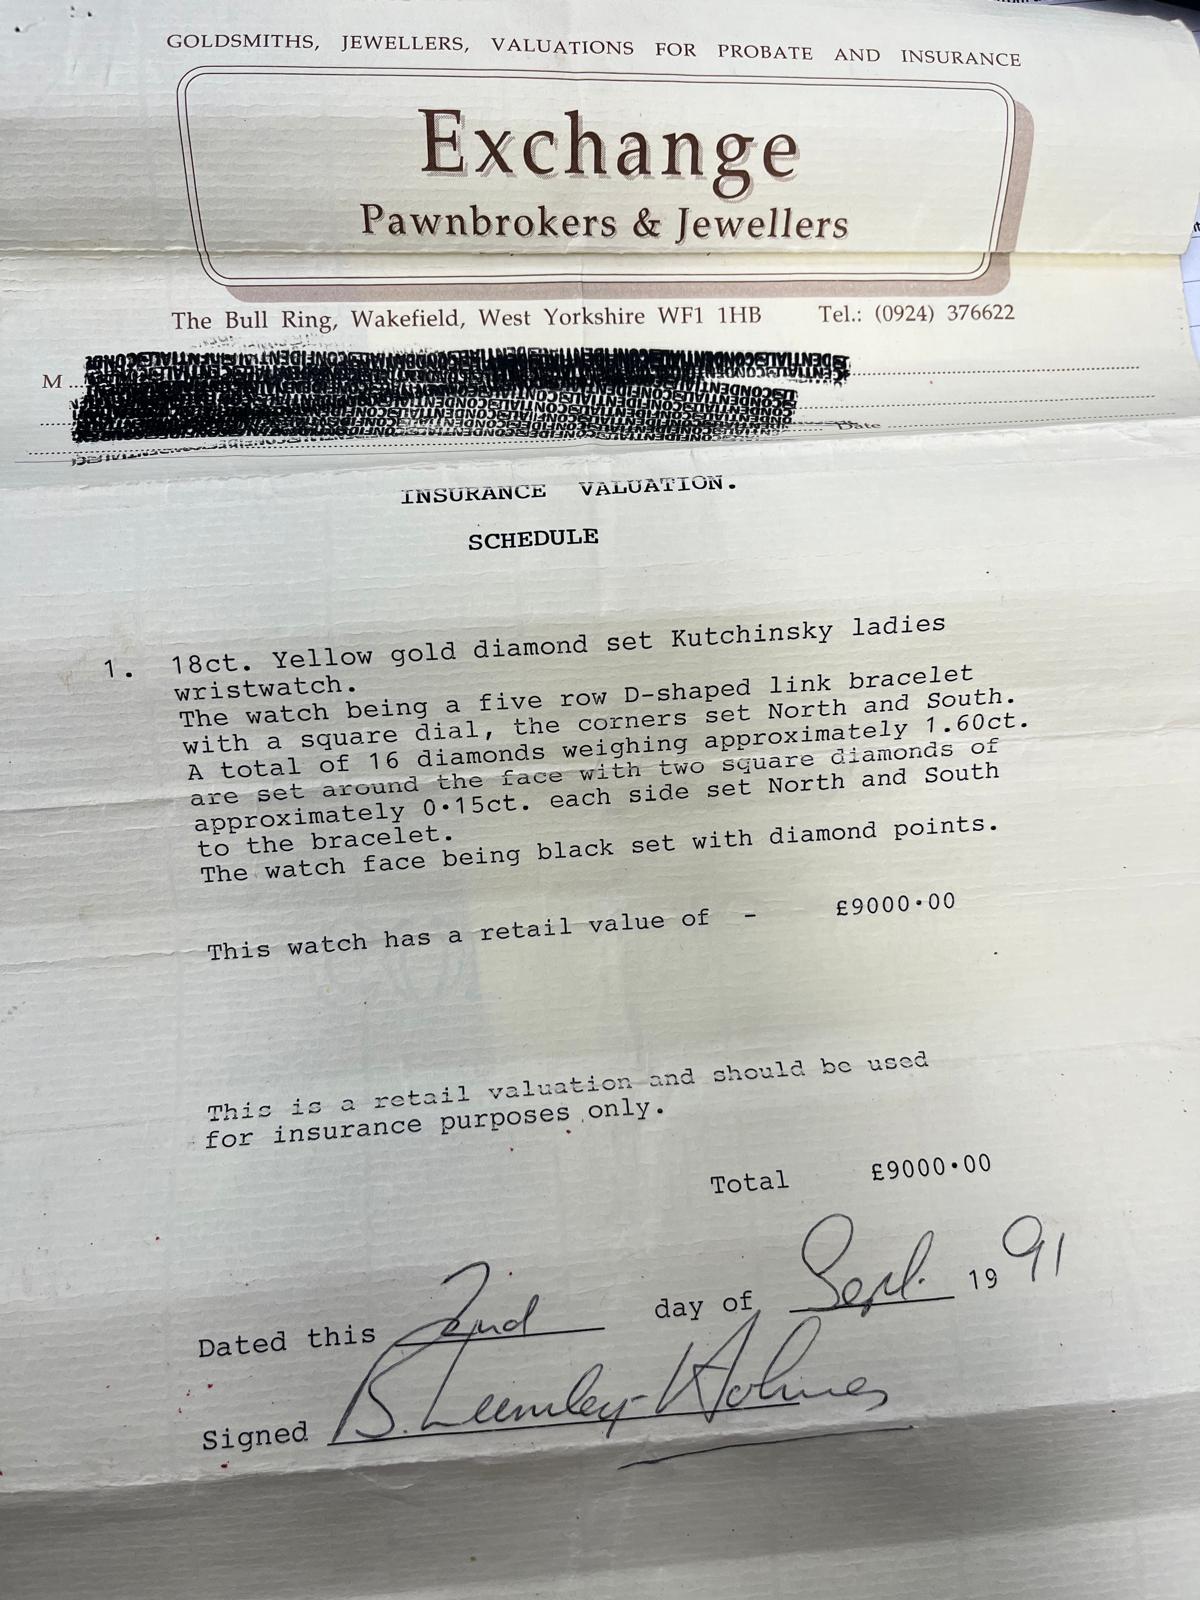 GOLDSMITHS, JEWELLERS, VALUATIONS FOR PROBATE AND INSURANCE
Exchange
Pawnbrokers & Jewellers
The Bull Ring, Wakefield, West Yorkshire WF1 1HB Tel.: (0924) 376622
M
Date
INSURANCE VALUATION.
SCHEDULE
1. 18ct. Yellow gold diamond set Kutchinsky ladies
wristwatch.
The watch being a five row D-shaped link bracelet
with a square dial, the corners set North and South.
A total of 16 diamonds weighing approximately 1.60ct.
are set around the face with two square diamonds of
approximately 0·15ct. each side set North and South
to the bracelet.
The watch face being black set with diamond points.
This watch has a retail value of - £9000·00
This is a retail valuation and should be used
for insurance purposes only.
Total £9000·00
Dated this 2nd day of Sept. 1991
Signed B. Lumley-Holmes